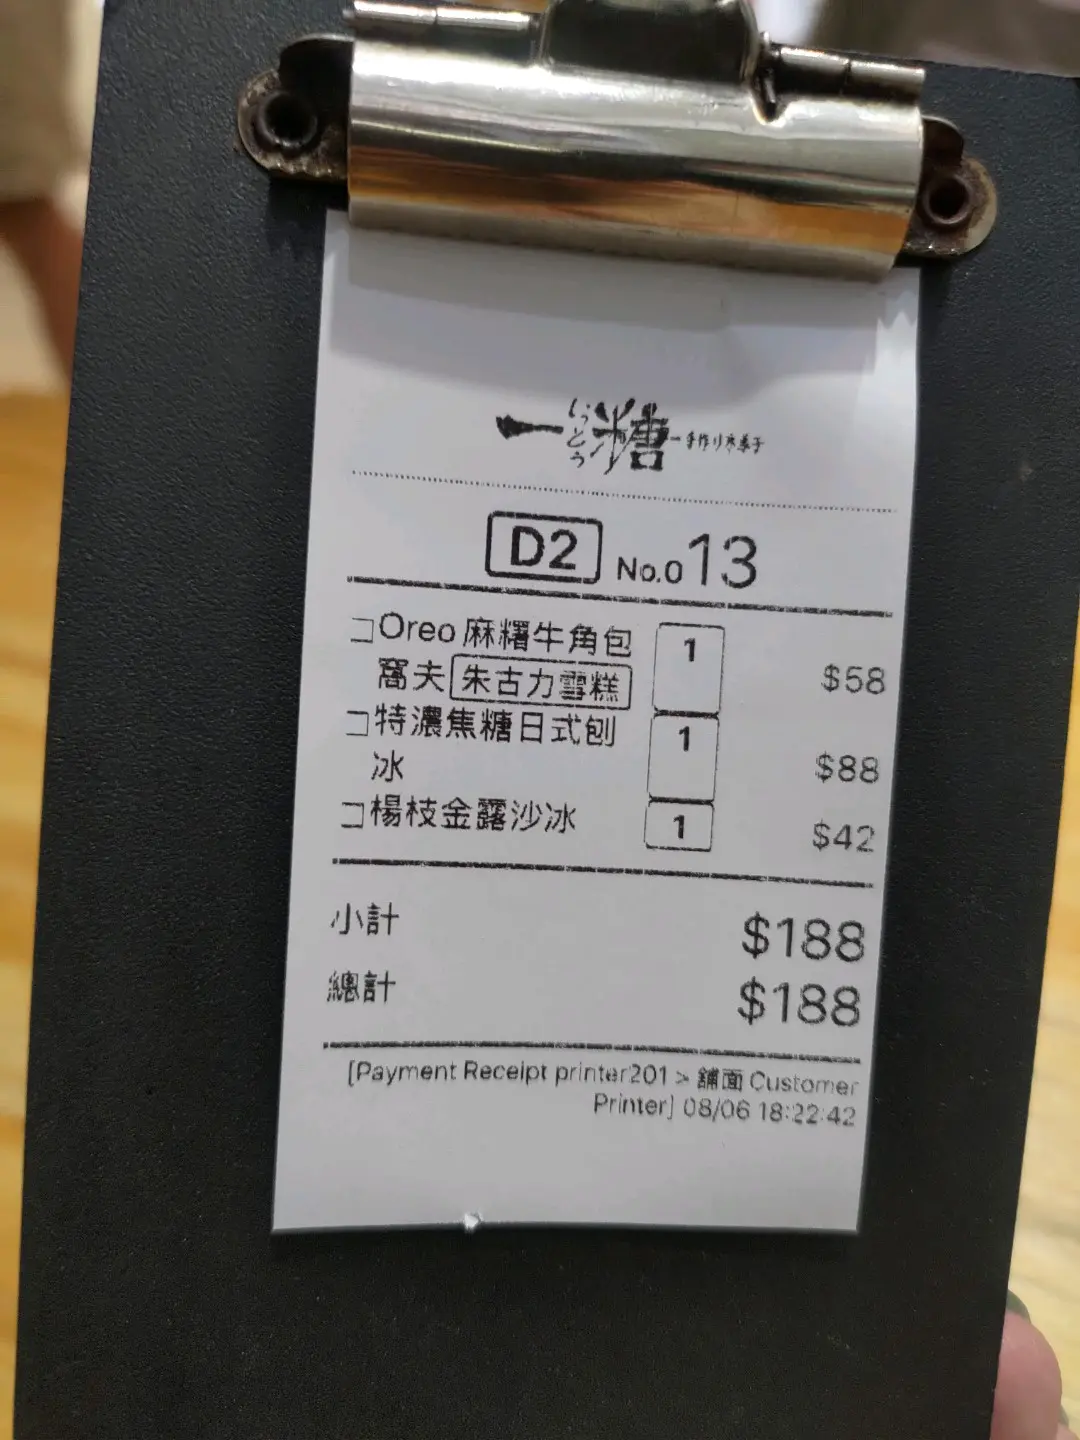 一糖
いっとう
手作り氷菓子
D2 No.013
Oreo 麻糬牛角包 1
窩夫 朱古力雪糕 $58
特濃焦糖日式刨 1
冰 $88
楊枝金露沙冰 1 $42
小計 $188
總計 $188
[Payment Receipt printer201 > 舖面 Customer
Printer] 08/06 18:22:42